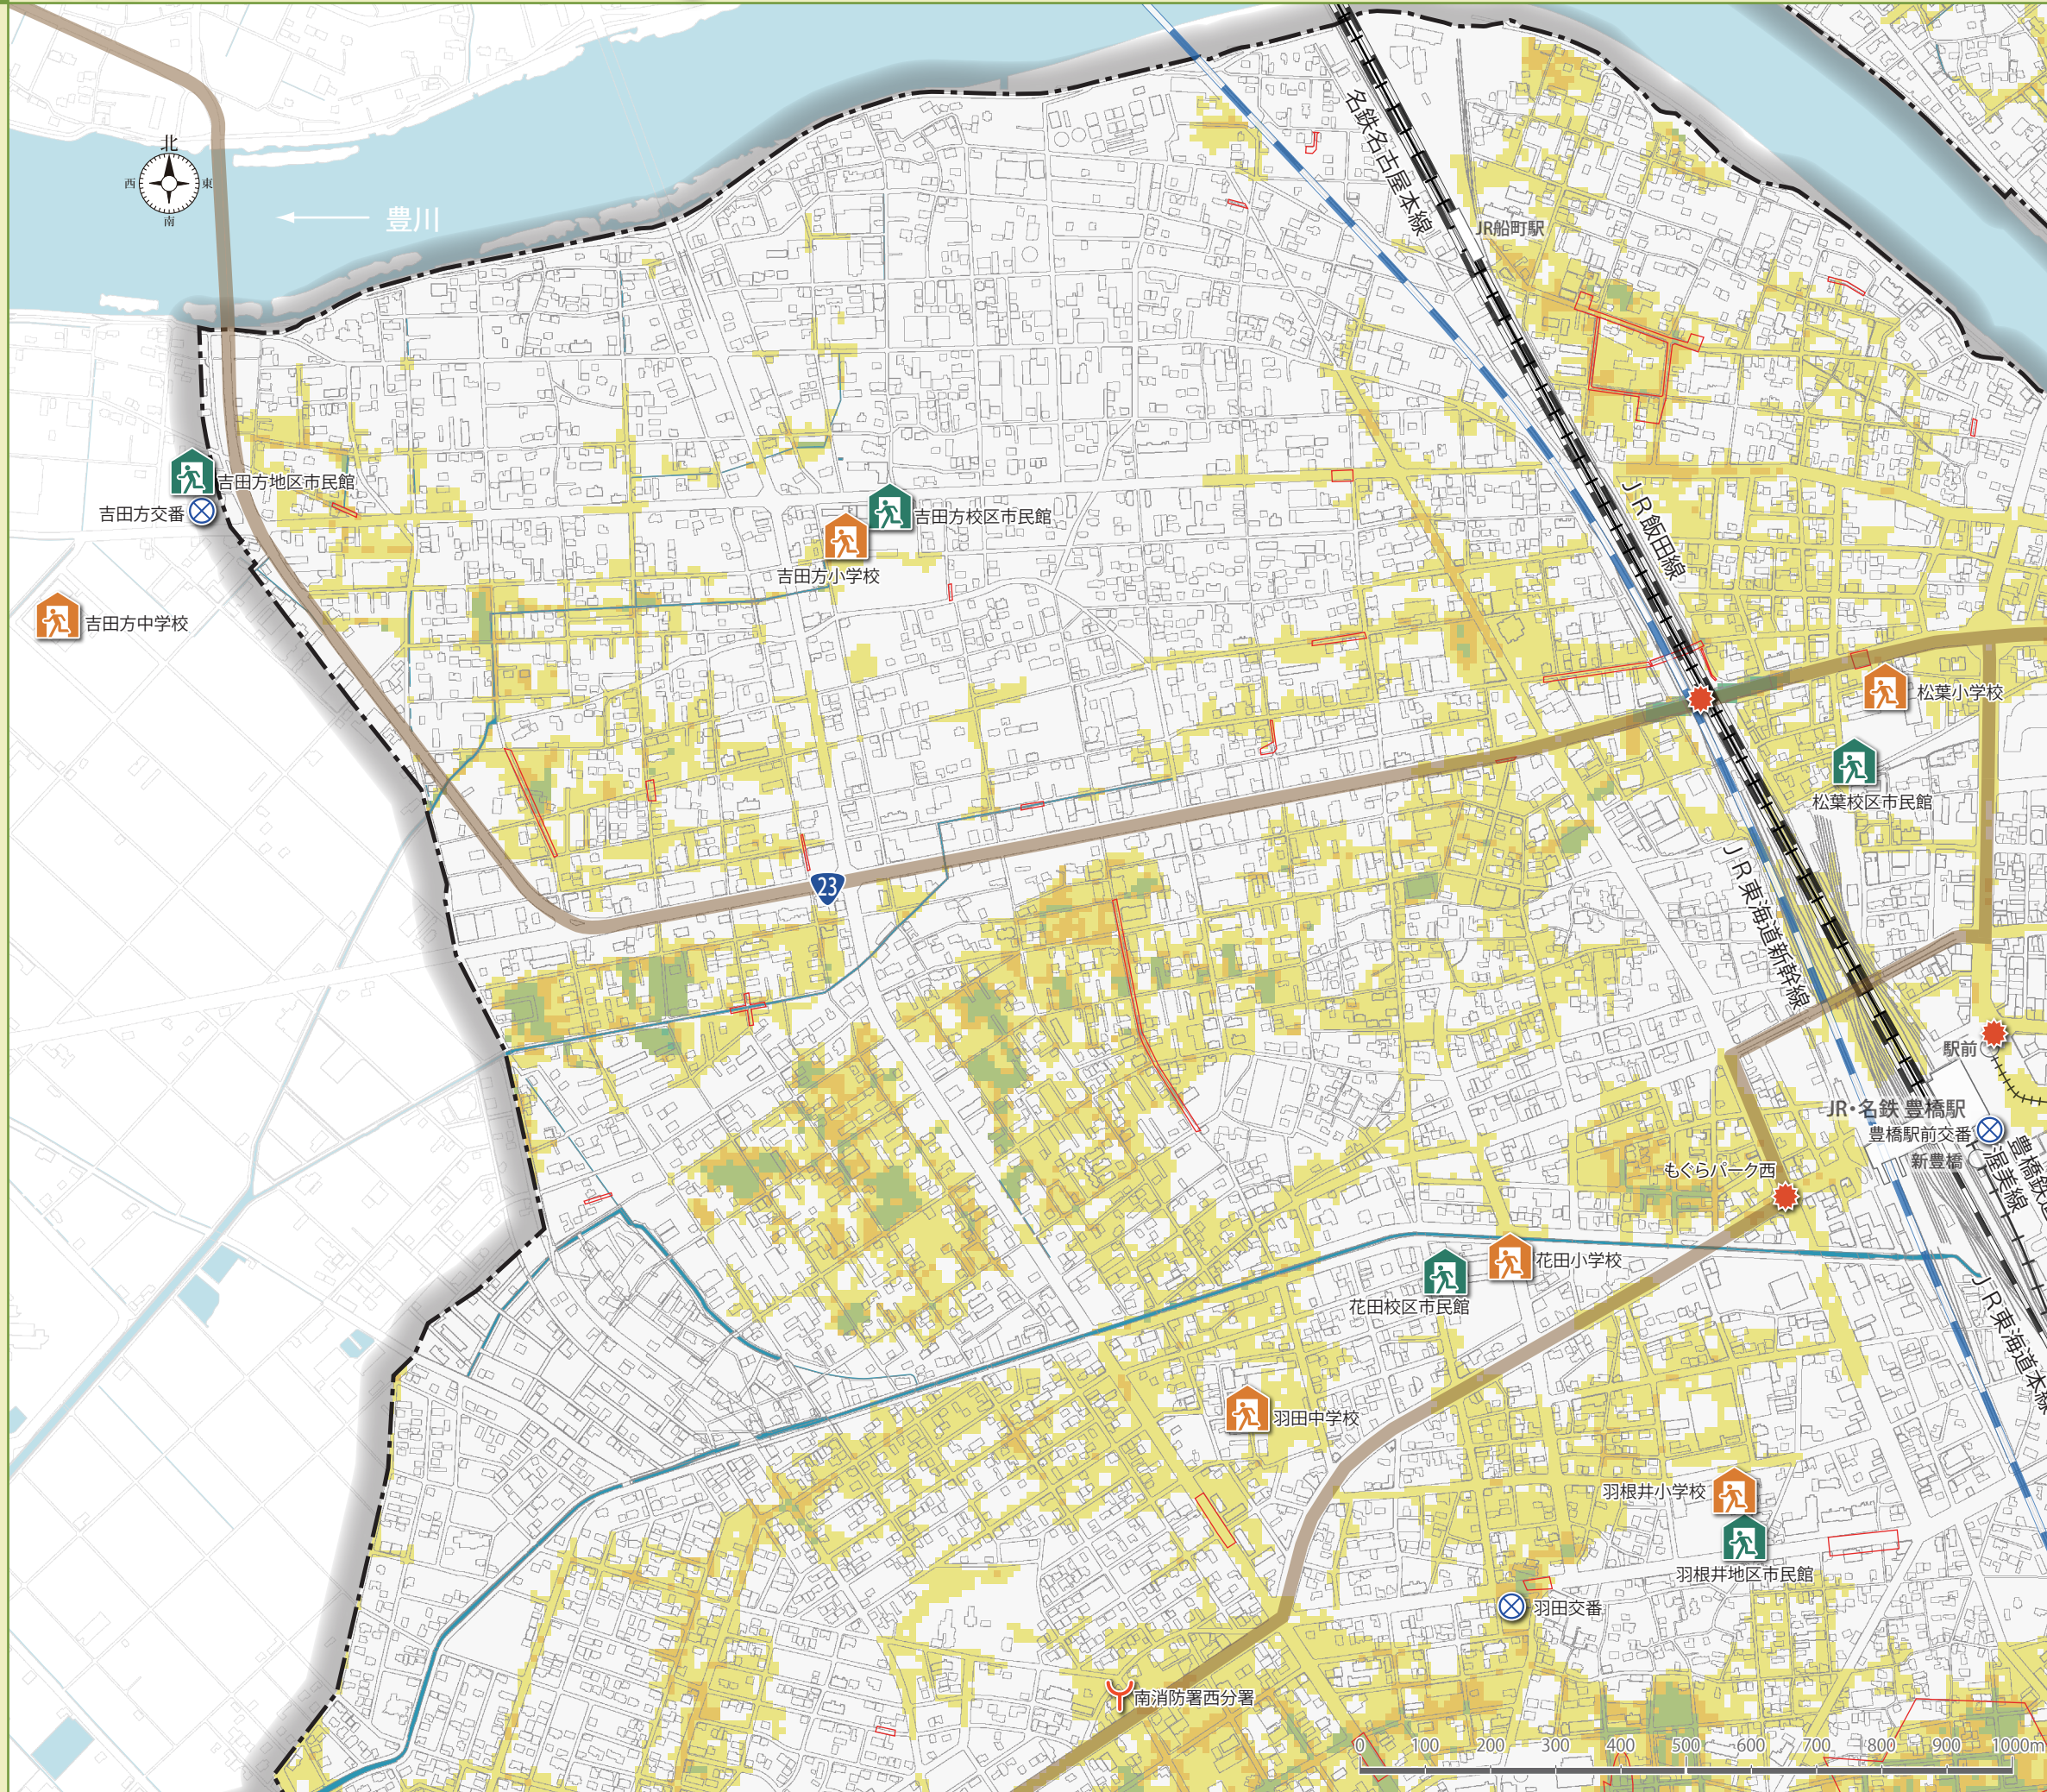 北
西
東
南
豊川
名鉄名古屋本線
JR船町駅
吉田方地区市民館
吉田方交番
吉田方校区市民館
吉田方小学校
吉田方中学校
JR飯田線
松葉小学校
松葉校区市民館
23
JR東海道新幹線
駅前
JR・名鉄 豊橋駅
豊橋駅前交番
新豊橋
豊橋鉄道
渥美線
もぐらパーク西
花田小学校
花田校区市民館
JR東海道本線
羽田中学校
羽根井小学校
羽根井地区市民館
羽田交番
南消防署西分署
0 100 200 300 400 500 600 700 800 900 1000m